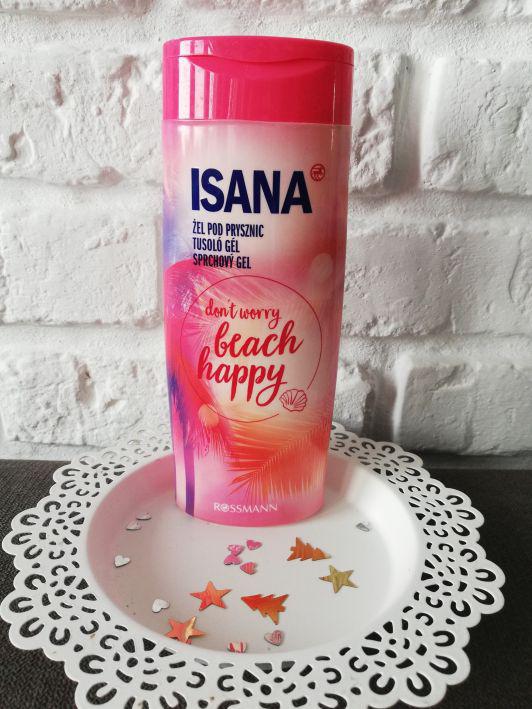 ISANA
ŻEL POD PRYSZNIC
TUSOLÓ GÉL
SPRCHOVÝ GEL
don't worry
beach
happy
ROSSMANN